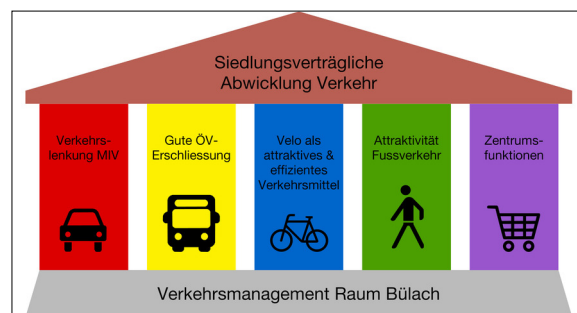 Siedlungsverträgliche
Abwicklung Verkehr
Verkehrs-
lenkung MIV
Gute ÖV-
Erschliessung
Velo als
attraktives &
effizientes
Verkehrsmittel
Attraktivität
Fussverkehr
Zentrums-
funktionen
Verkehrsmanagement Raum Bülach